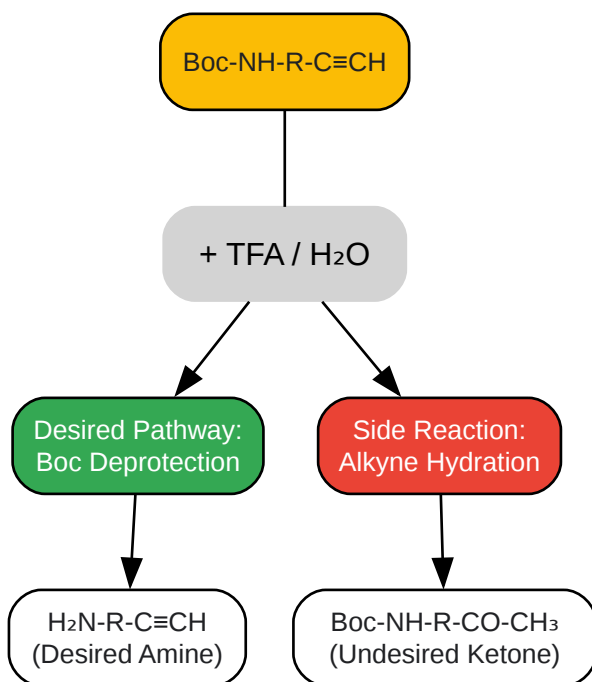 Boc-NH-R-C≡CH
+ TFA / H₂O
Desired Pathway:
Boc Deprotection
Side Reaction:
Alkyne Hydration
H₂N-R-C≡CH
(Desired Amine)
Boc-NH-R-CO-CH₃
(Undesired Ketone)